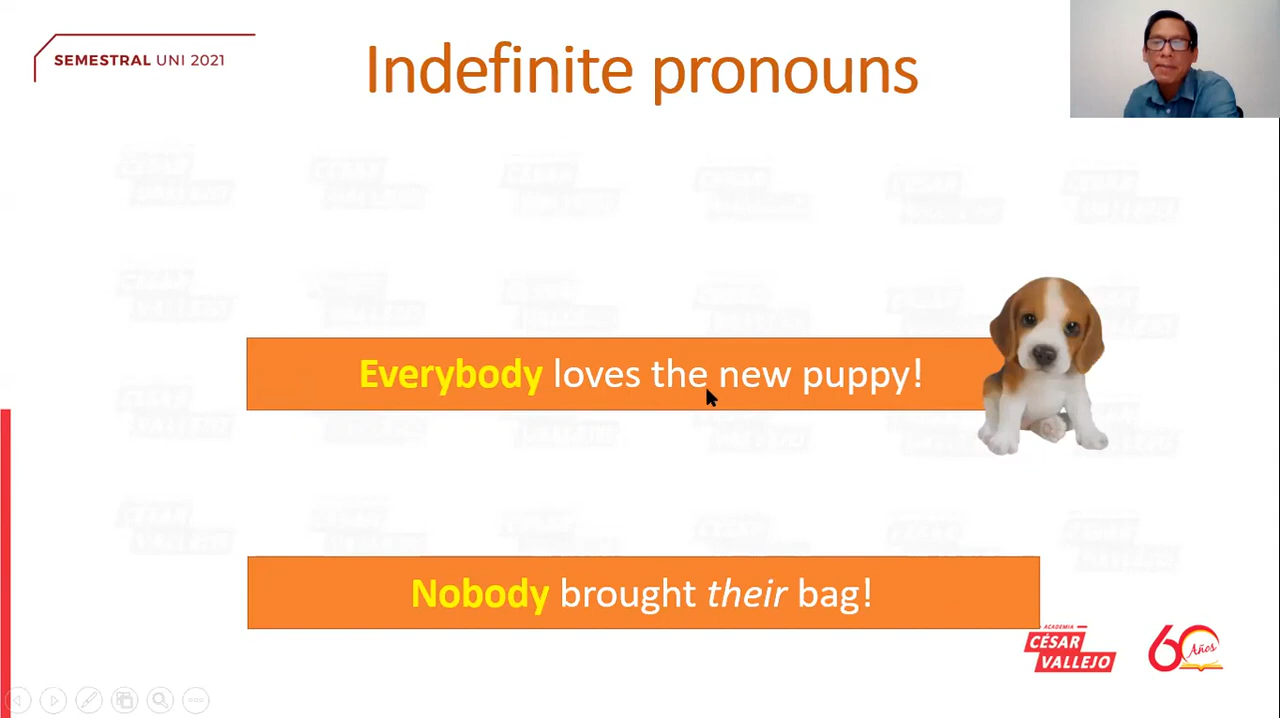 SEMESTRAL UNI 2021
Indefinite pronouns
Everybody loves the new puppy!
Nobody brought their bag!
ACADEMIA
CÉSAR
VALLEJO
60 Años